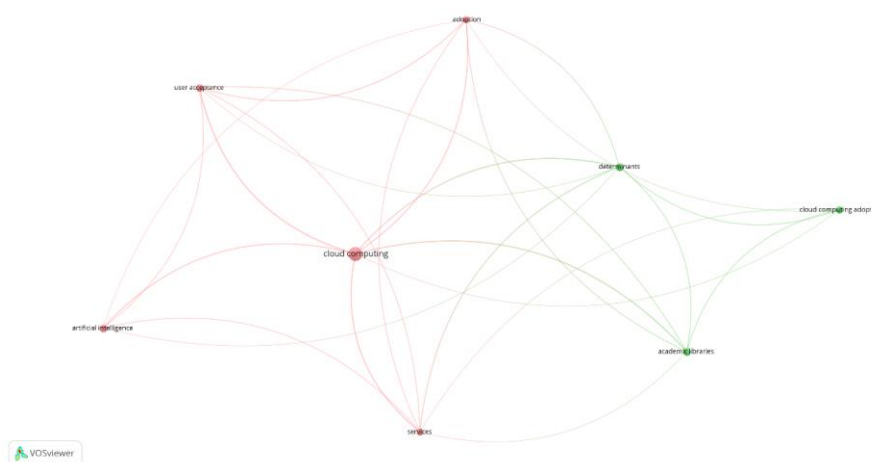 adoption
user acceptance
determinants
cloud computing adopt
cloud computing
artificial intelligence
academic libraries
services
VOSviewer